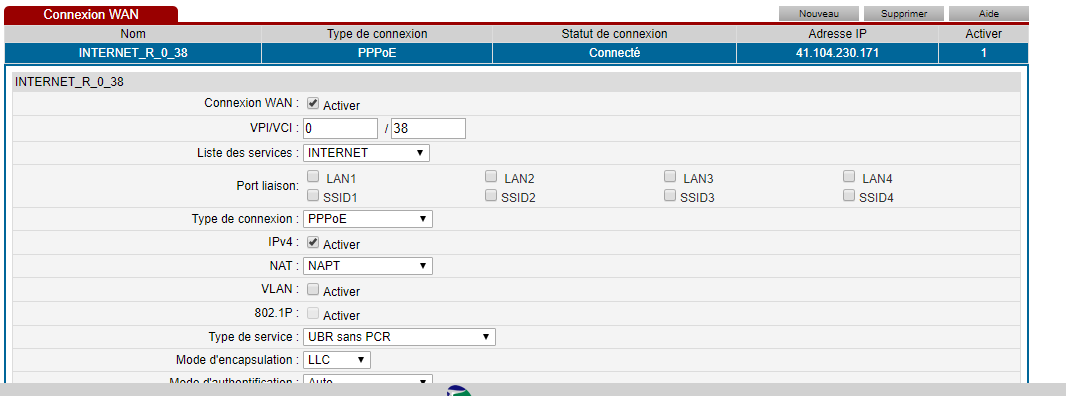 Connexion WAN Nouveau Supprimer Aide
Nom Type de connexion Statut de connexion Adresse IP Activer
INTERNET_R_0_38 PPPoE Connecté 41.104.230.171 1
INTERNET_R_0_38
Connexion WAN : Activer
VPI/VCI : 0 / 38
Liste des services : INTERNET
Port liaison: LAN1 LAN2 LAN3 LAN4
SSID1 SSID2 SSID3 SSID4
Type de connexion : PPPoE
IPv4 : Activer
NAT : NAPT
VLAN : Activer
802.1P : Activer
Type de service : UBR sans PCR
Mode d'encapsulation : LLC
Mode d'authentification : Auto